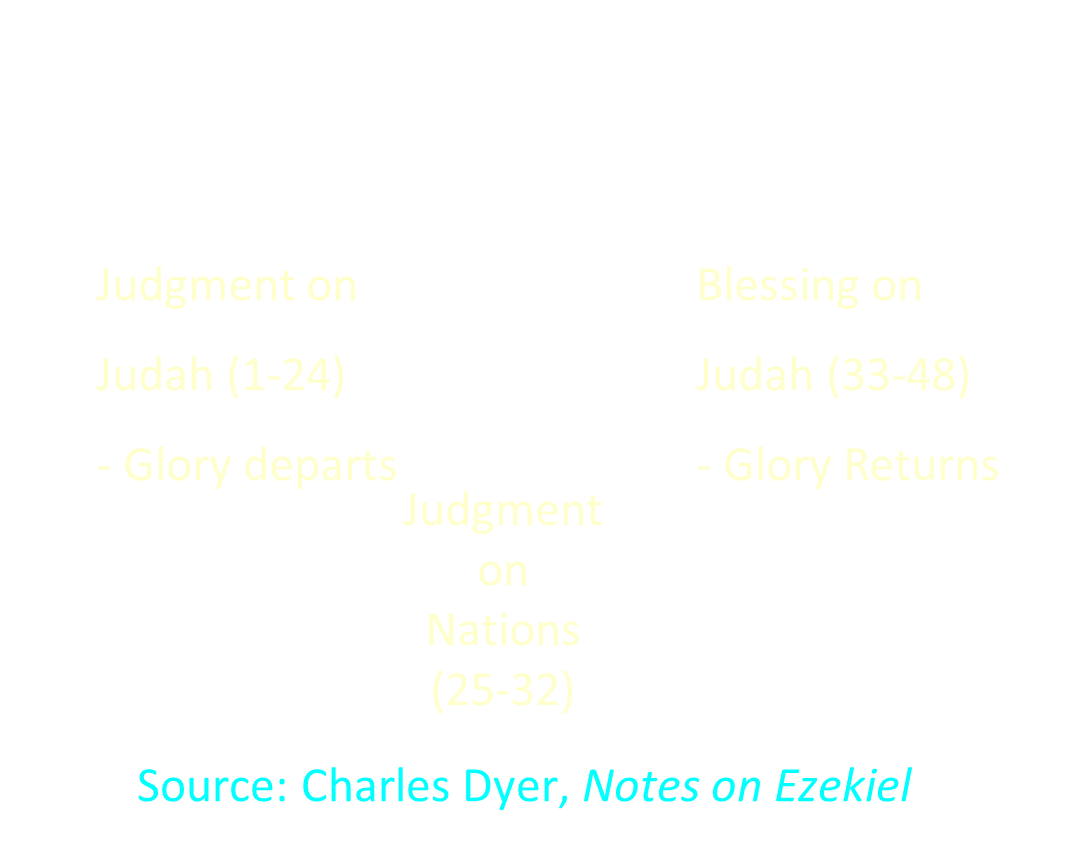 Judgment on
Judah (1-24)
- Glory departs
Blessing on
Judah (33-48)
- Glory Returns
Judgment
on
Nations
(25-32)
Source: Charles Dyer, Notes on Ezekiel